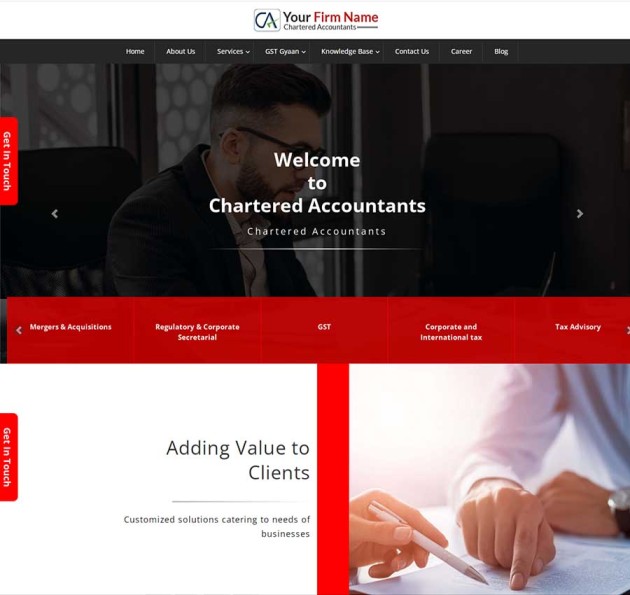 CA Your Firm Name
Chartered Accountants
Home About Us Services GST Gyaan Knowledge Base Contact Us Career Blog
Get In Touch
Welcome
to
Chartered Accountants
Chartered Accountants
Mergers & Acquisitions
Regulatory & Corporate
Secretarial
GST
Corporate and
International tax
Tax Advisory
Get In Touch
Adding Value to
Clients
Customized solutions catering to needs of
businesses